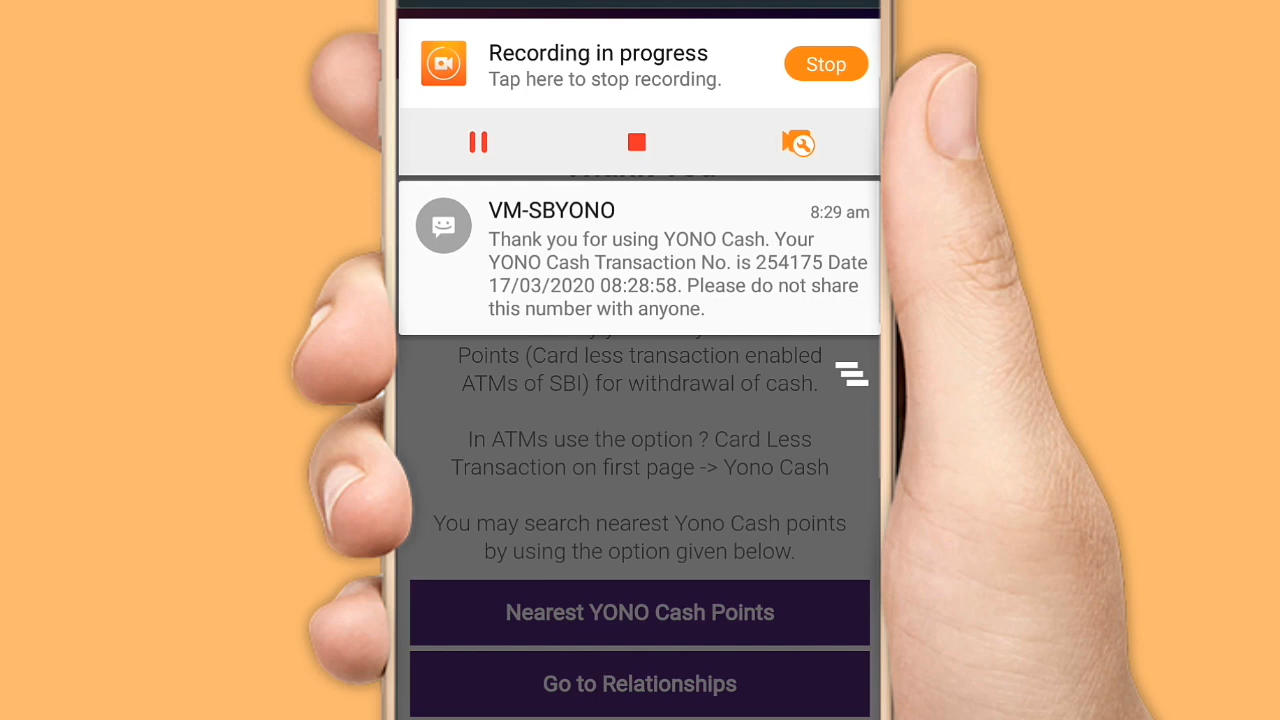 Recording in progress
Stop
Tap here to stop recording.
VM-SBYONO
8:29 am
Thank you for using YONO Cash. Your
YONO Cash Transaction No. is 254175 Date
17/03/2020 08:28:58. Please do not share
this number with anyone.
Points (Card less transaction enabled
ATMs of SBI) for withdrawal of cash.
In ATMs use the option ? Card Less
Transaction on first page -> Yono Cash
You may search nearest Yono Cash points
by using the option given below.
Nearest YONO Cash Points
Go to Relationships